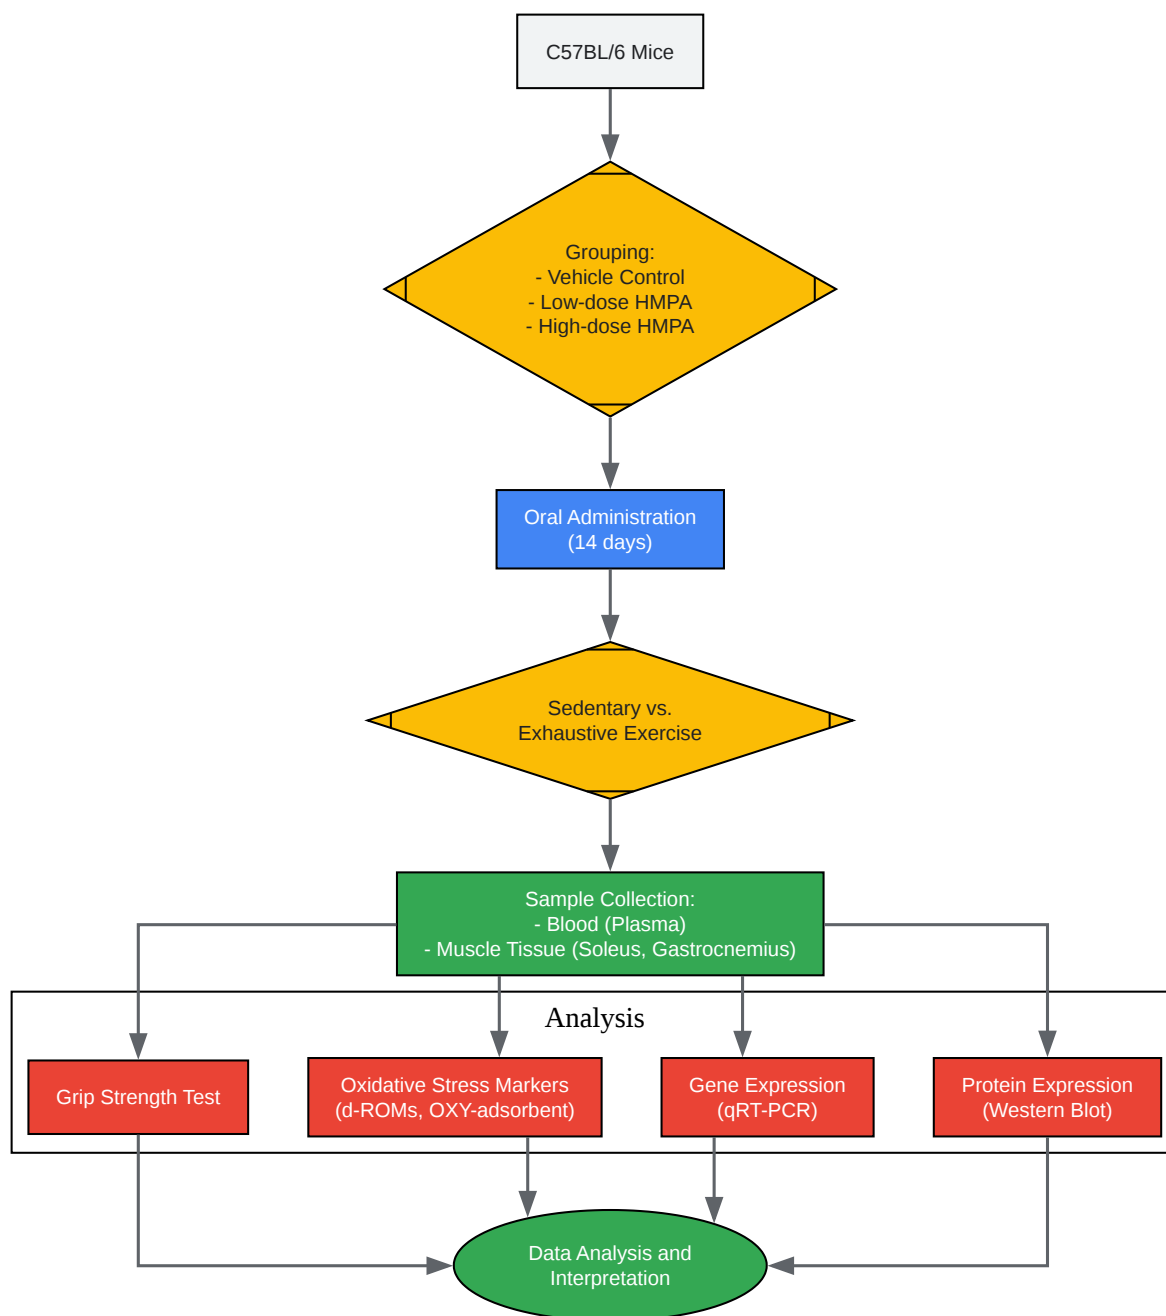 C57BL/6 Mice
Grouping:
- Vehicle Control
- Low-dose HMPA
- High-dose HMPA
Oral Administration
(14 days)
Sedentary vs.
Exhaustive Exercise
Sample Collection:
- Blood (Plasma)
- Muscle Tissue (Soleus, Gastrocnemius)
Analysis
Grip Strength Test
Oxidative Stress Markers
(d-ROMs, OXY-adsorbent)
Gene Expression
(qRT-PCR)
Protein Expression
(Western Blot)
Data Analysis and
Interpretation